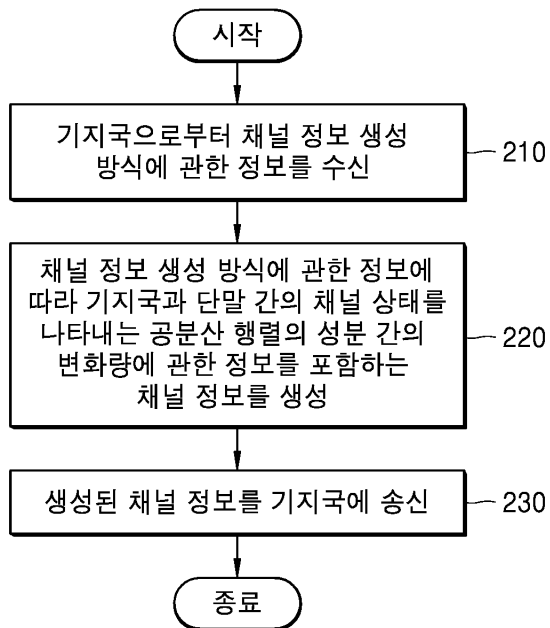 시작
기지국으로부터 채널 정보 생성
방식에 관한 정보를 수신
210
채널 정보 생성 방식에 관한 정보에
따라 기지국과 단말 간의 채널 상태를
나타내는 공분산 행렬의 성분 간의
변화량에 관한 정보를 포함하는
채널 정보를 생성
220
생성된 채널 정보를 기지국에 송신
230
종료